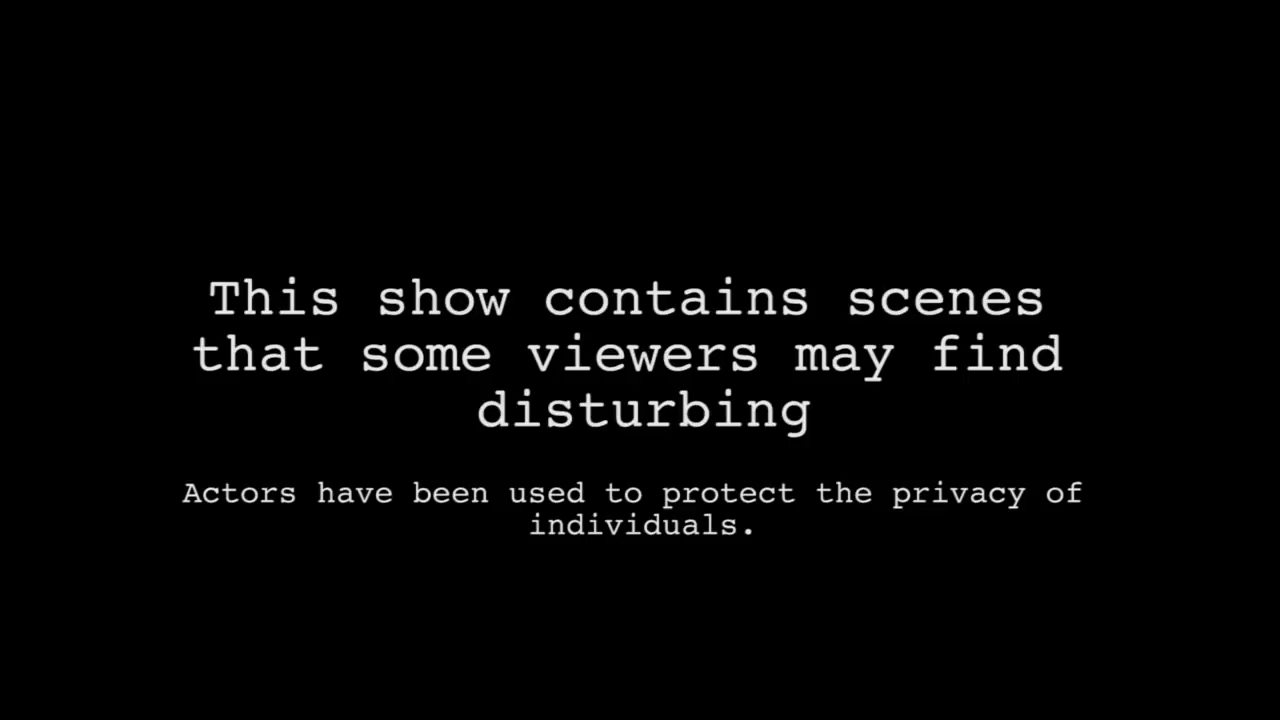 This show contains scenes
that some viewers may find
disturbing
Actors have been used to protect the privacy of
individuals.